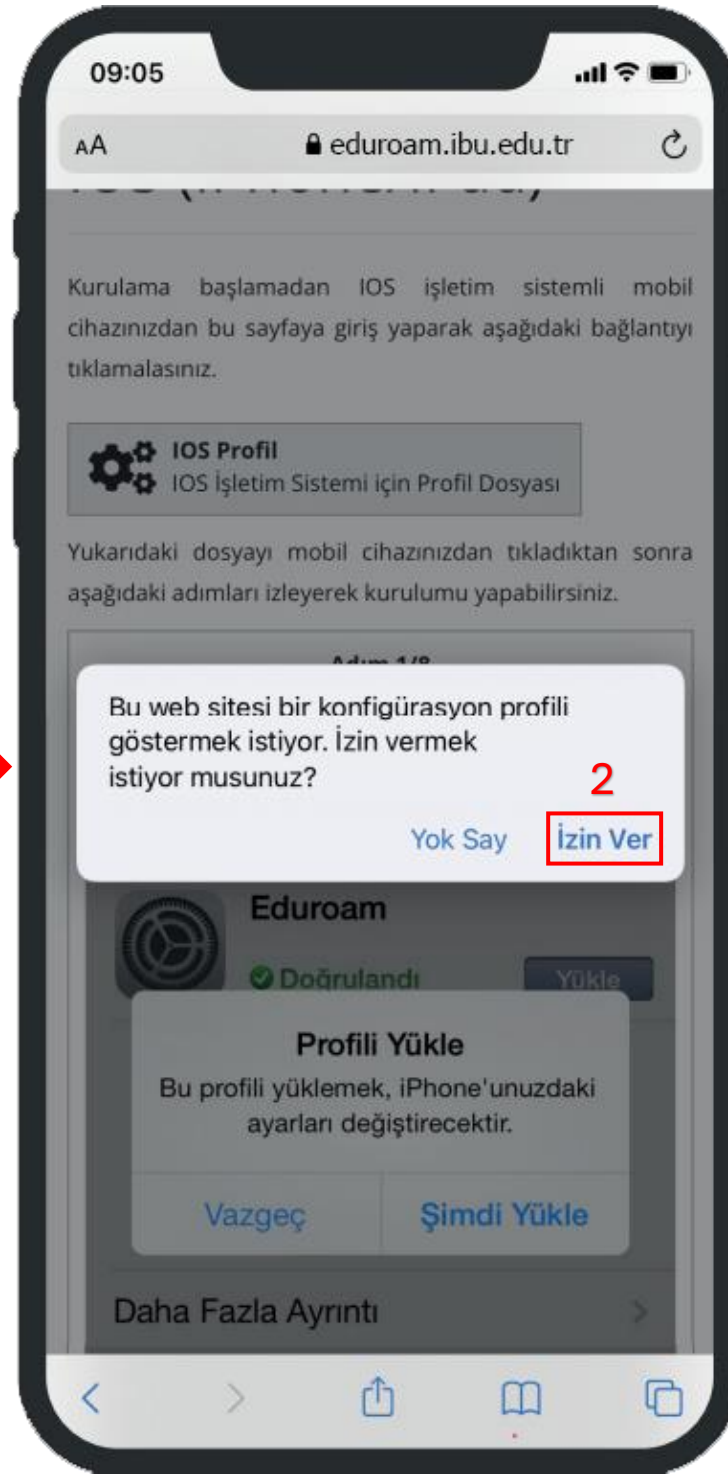 09:05
AA eduroam.ibu.edu.tr
Kurulama başlamadan IOS işletim sistemli mobil
cihazınızdan bu sayfaya giriş yaparak aşağıdaki bağlantıyı
tıklamalasınız.
IOS Profil
IOS İşletim Sistemi için Profil Dosyası
Yukarıdaki dosyayı mobil cihazınızdan tıkladıktan sonra
aşağıdaki adımları izleyerek kurulumu yapabilirsiniz.
Bu web sitesi bir konfigürasyon profili
göstermek istiyor. İzin vermek
istiyor musunuz?
2
Yok Say İzin Ver
Eduroam
Doğrulandı Yükle
Profili Yükle
Bu profili yüklemek, iPhone'unuzdaki
ayarları değiştirecektir.
Vazgeç Şimdi Yükle
Daha Fazla Ayrıntı